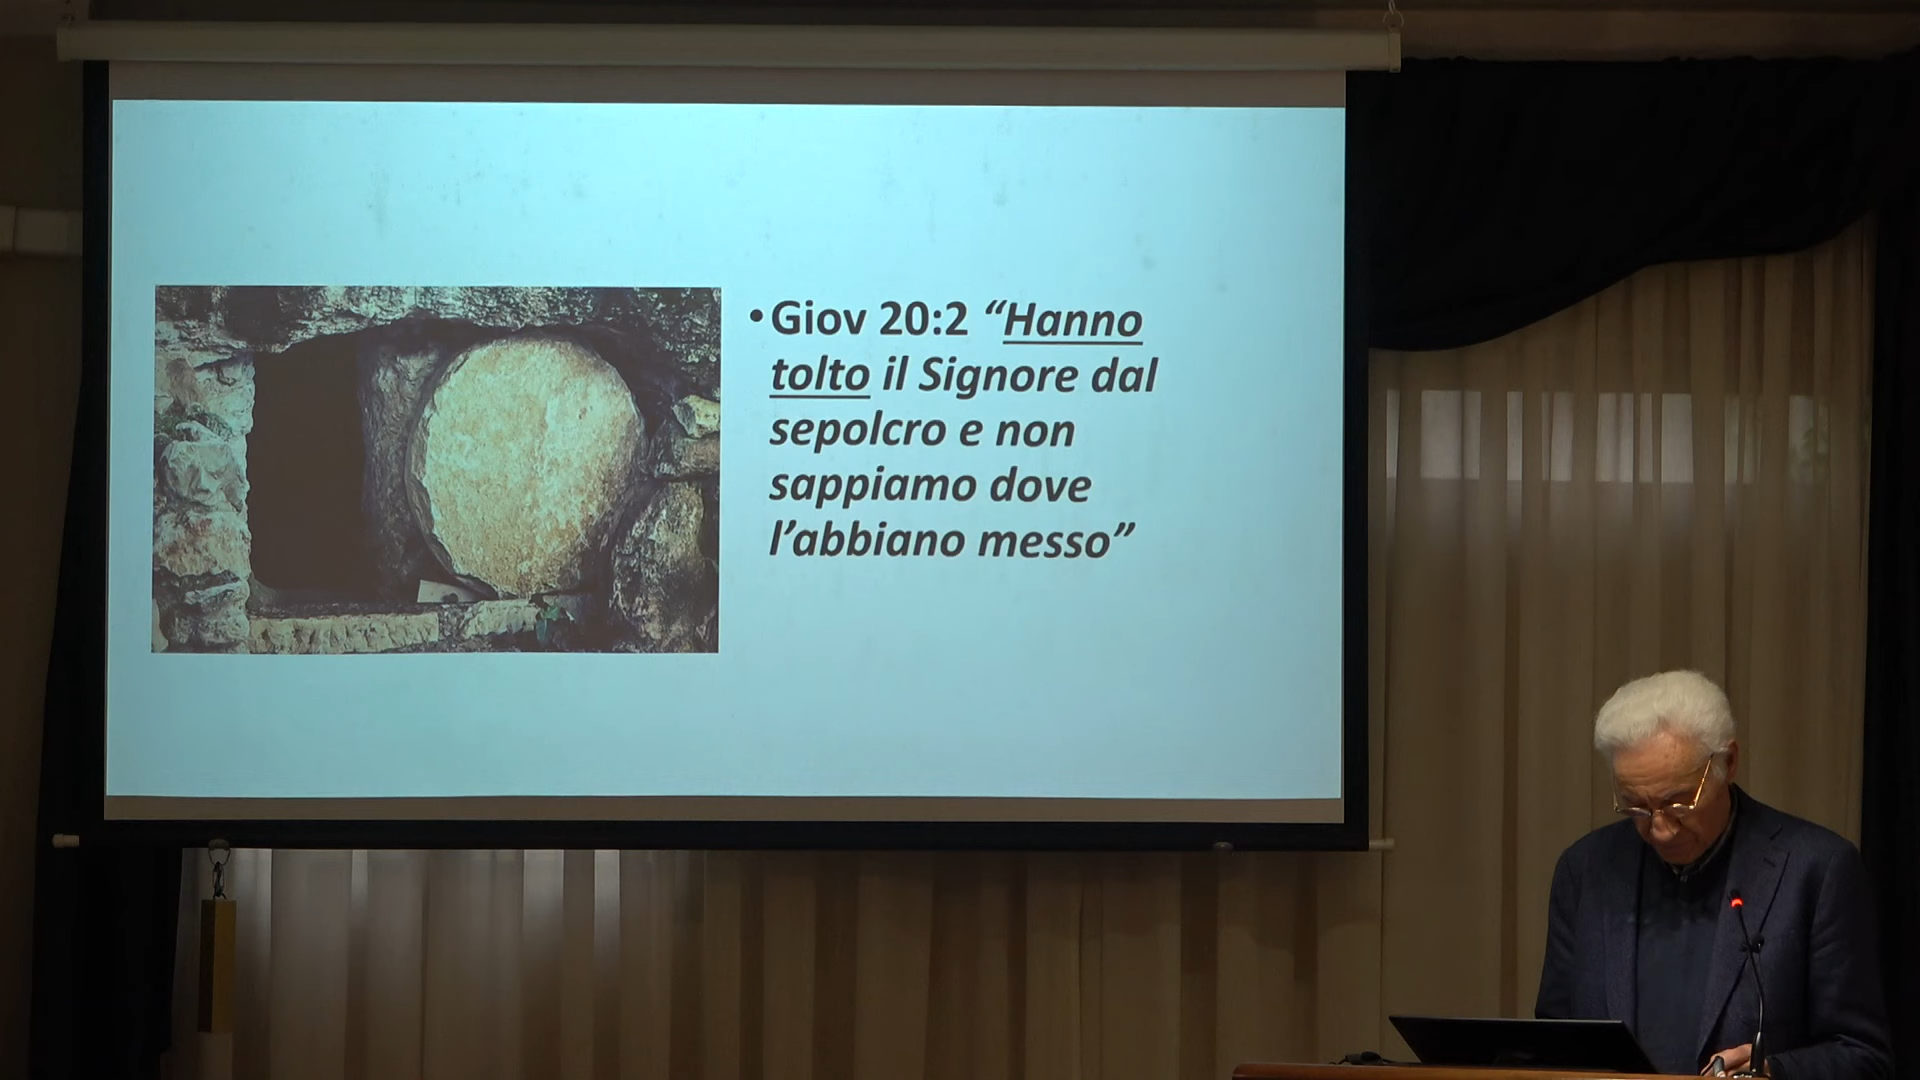 • Giov 20:2 “Hanno
tolto il Signore dal
sepolcro e non
sappiamo dove
l’abbiano messo”